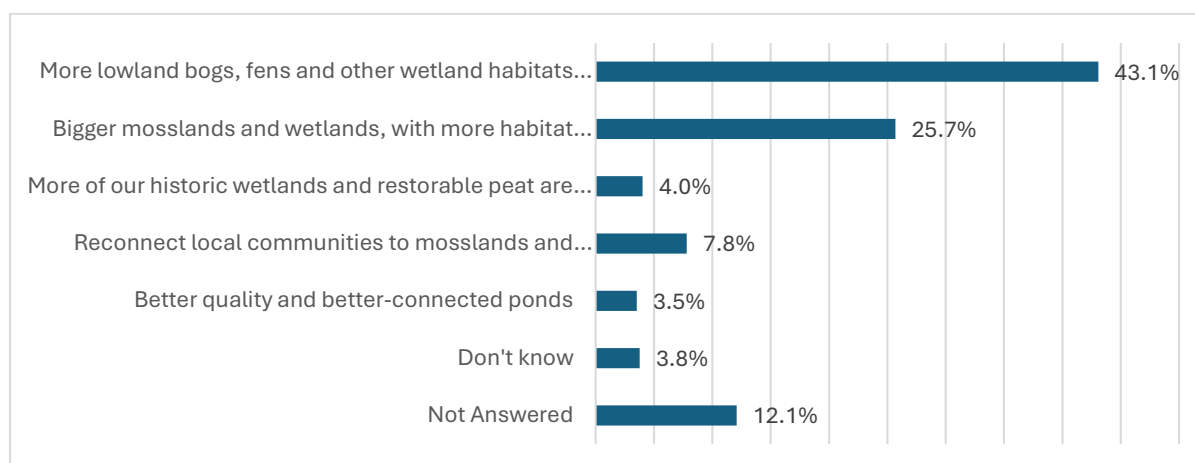 More lowland bogs, fens and other wetland habitats... 43.1%
Bigger mosslands and wetlands, with more habitat... 25.7%
More of our historic wetlands and restorable peat are... 4.0%
Reconnect local communities to mosslands and... 7.8%
Better quality and better-connected ponds 3.5%
Don't know 3.8%
Not Answered 12.1%